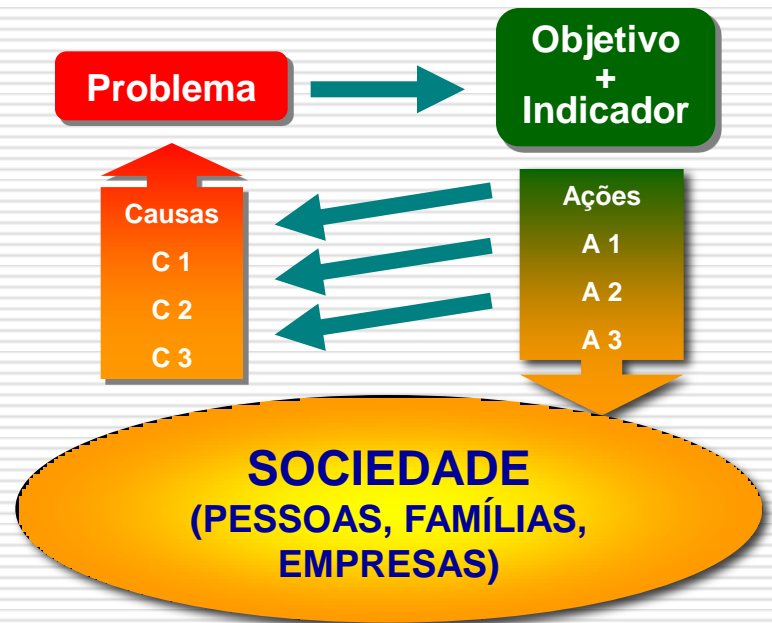 Problema
Objetivo
+
Indicador
Causas
C 1
C 2
C 3
Ações
A 1
A 2
A 3
SOCIEDADE
(PESSOAS, FAMÍLIAS,
EMPRESAS)